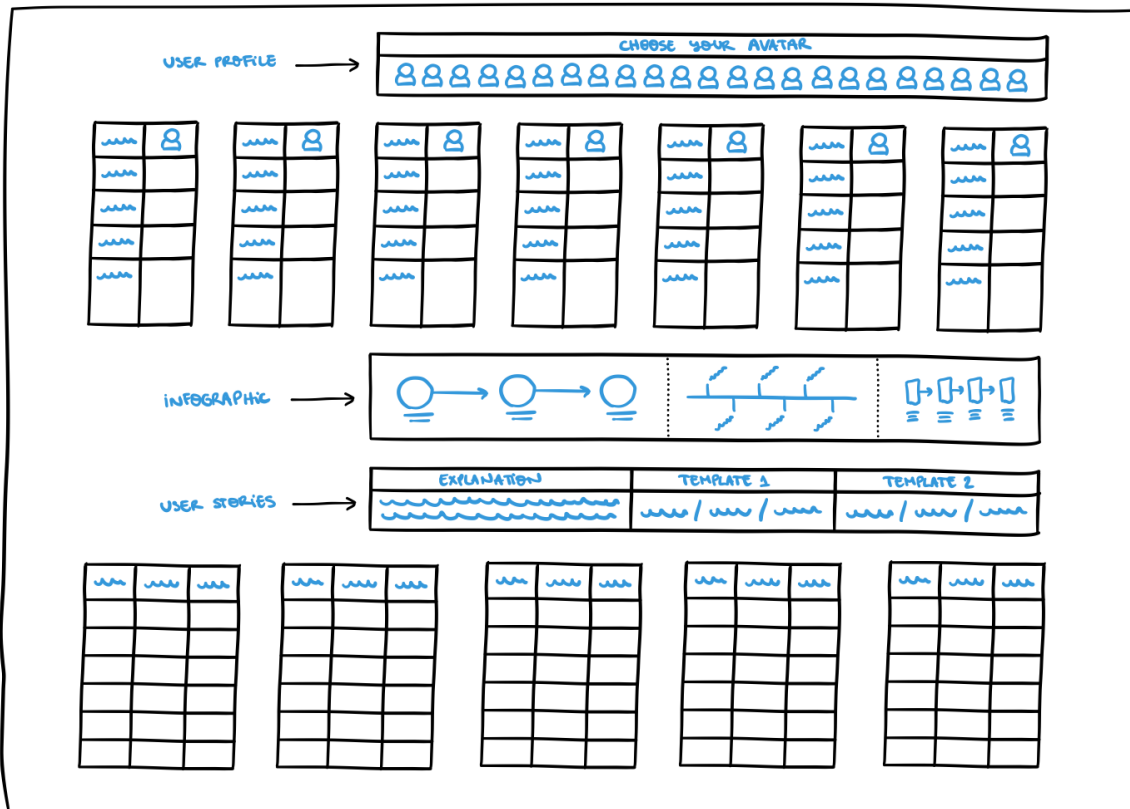 CHOOSE YOUR AVATAR
USER PROFILE
INFOGRAPHIC
EXPLANATION
TEMPLATE 1
TEMPLATE 2
USER STORIES
/ /
/ /